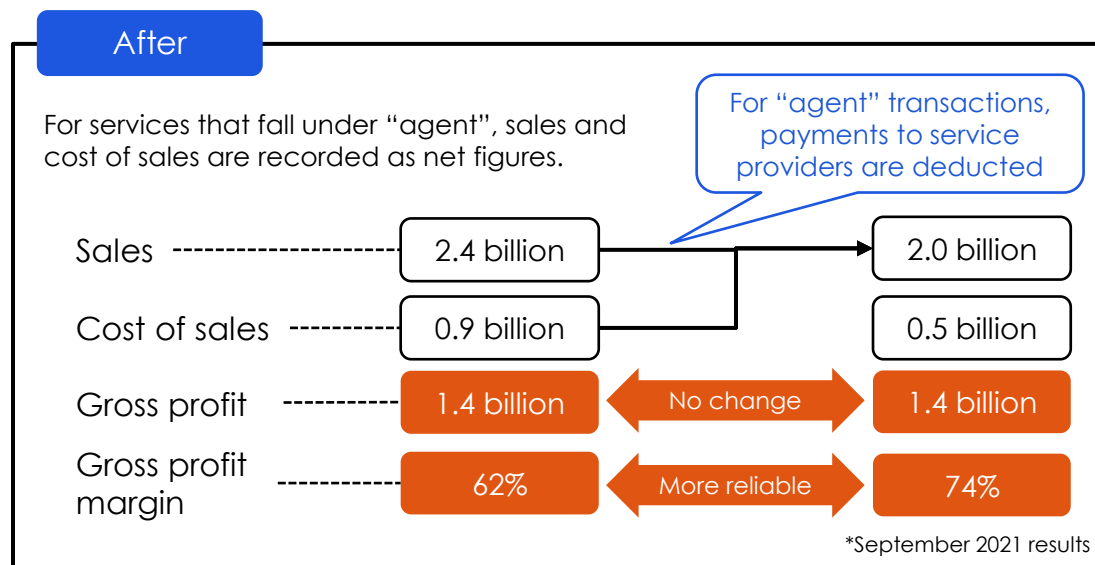 After
For “agent” transactions,
payments to service
providers are deducted
For services that fall under “agent”, sales and
cost of sales are recorded as net figures.
Sales 2.4 billion 2.0 billion
Cost of sales 0.9 billion 0.5 billion
Gross profit 1.4 billion No change 1.4 billion
Gross profit
margin
62% More reliable 74%
*September 2021 results